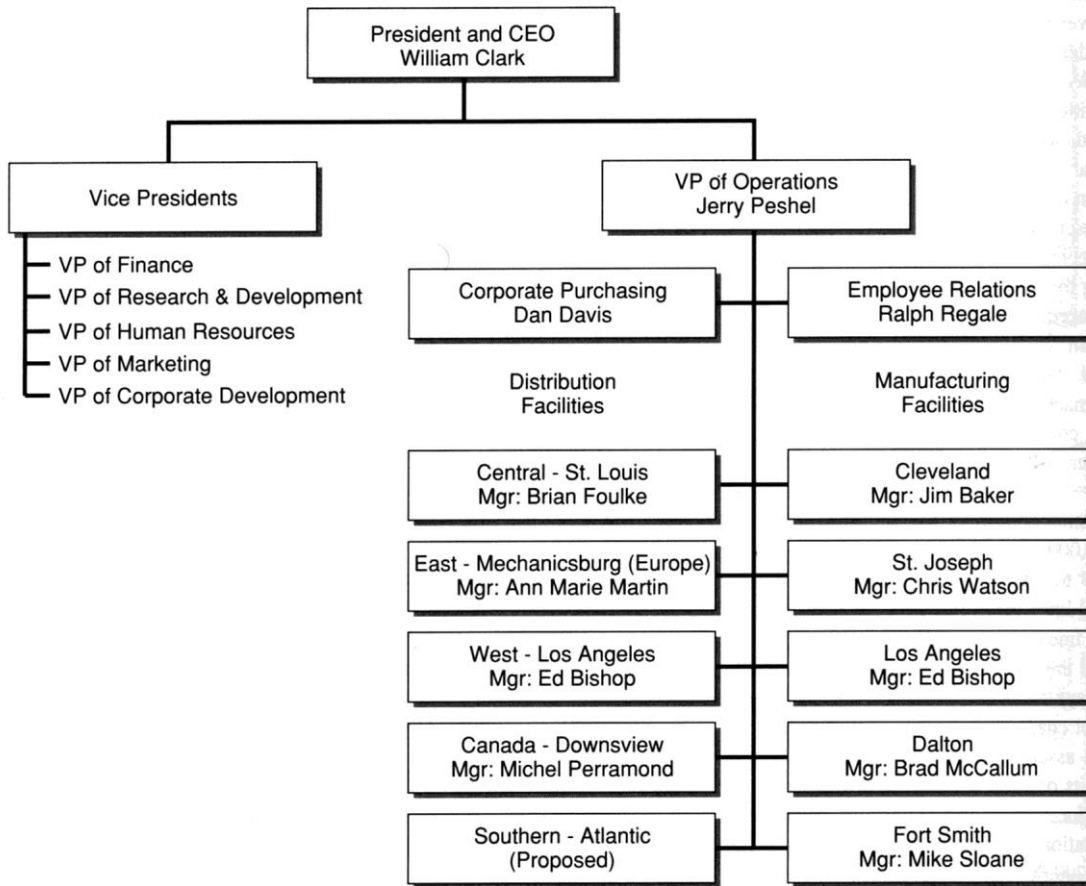 President and CEO
William Clark
Vice Presidents
VP of Finance
VP of Research & Development
VP of Human Resources
VP of Marketing
VP of Corporate Development
VP of Operations
Jerry Peshel
Corporate Purchasing
Dan Davis
Employee Relations
Ralph Regale
Distribution
Facilities
Manufacturing
Facilities
Central - St. Louis
Mgr: Brian Foulke
Cleveland
Mgr: Jim Baker
East - Mechanicsburg (Europe)
Mgr: Ann Marie Martin
St. Joseph
Mgr: Chris Watson
West - Los Angeles
Mgr: Ed Bishop
Los Angeles
Mgr: Ed Bishop
Canada - Downsview
Mgr: Michel Perramond
Dalton
Mgr: Brad McCallum
Southern - Atlantic
(Proposed)
Fort Smith
Mgr: Mike Sloane